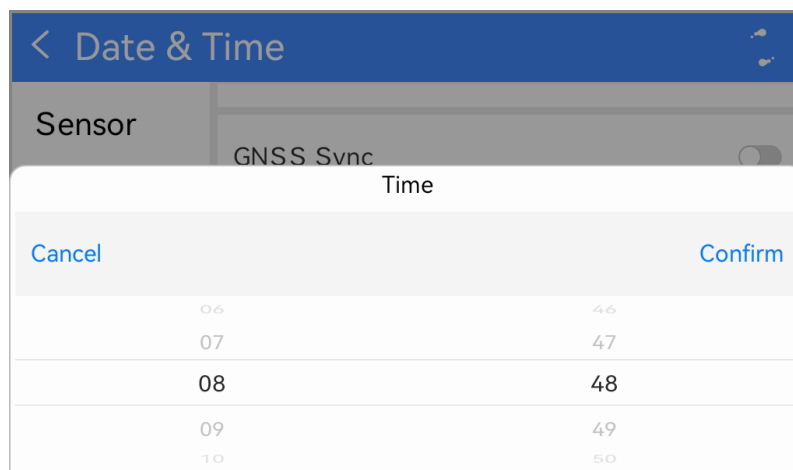 Date & Time
Sensor
GNSS Sync
Time
Cancel Confirm
06 46
07 47
08 48
09 49
10 50